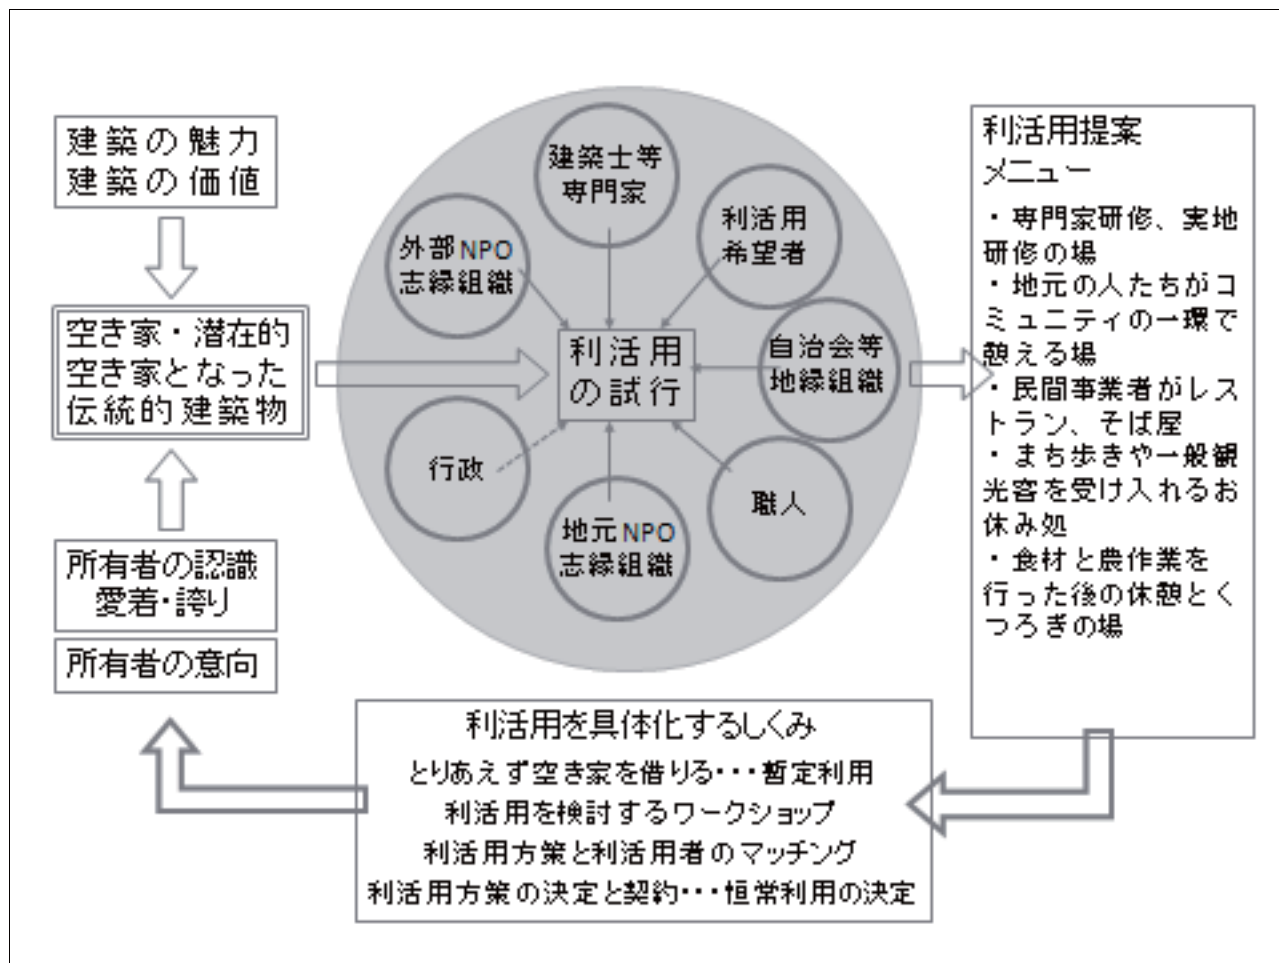 建築の魅力
建築の価値
空き家・潜在的
空き家となった
伝統的建築物
所有者の認識
愛着・誇り
所有者の意向
建築士等
専門家
利活用
希望者
外部NPO
志縁組織
自治会等
地縁組織
利活用
の試行
行政
職人
地元NPO
志縁組織
利活用提案
メニュー
・専門家研修、実地
研修の場
・地元の人たちがコ
ミュニティの一環で
憩える場
・民間事業者がレス
トラン、そば屋
・まち歩きや一般観
光客を受け入れるお
休み処
・食材と農作業を
行った後の休憩とく
つろぎの場
利活用を具体化するしくみ
とりあえず空き家を借りる・・・暫定利用
利活用を検討するワークショップ
利活用方策と利活用者のマッチング
利活用方策の決定と契約・・・恒常利用の決定